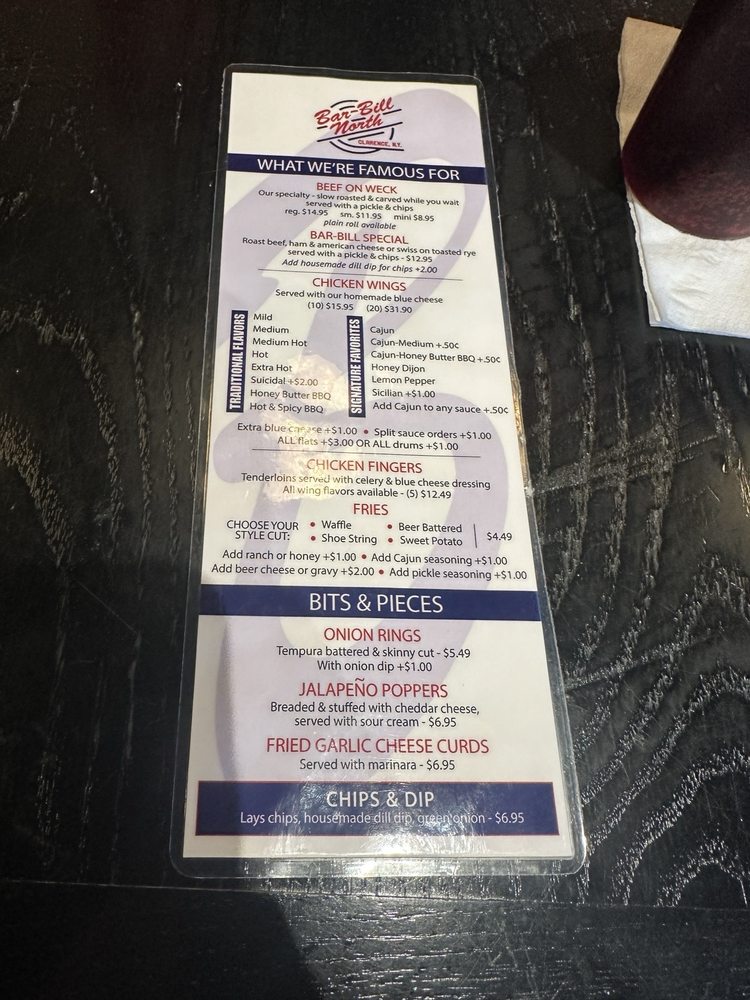 Bar-Bill
North
CLARENCE, N.Y.
WHAT WE'RE FAMOUS FOR
BEEF ON WECK
Our specialty - slow roasted & carved while you wait
served with a pickle & chips
reg. $14.95 sm. $11.95 mini $8.95
plain roll available
BAR-BILL SPECIAL
Roast beef, ham & american cheese or swiss on toasted rye
served with a pickle & chips - $12.95
Add housemade dill dip for chips +2.00
CHICKEN WINGS
Served with our homemade blue cheese
(10) $15.95 (20) $31.90
TRADITIONAL FLAVORS
Mild
Medium
Medium Hot
Hot
Extra Hot
Suicidal +$2.00
Honey Butter BBQ
Hot & Spicy BBQ
SIGNATURE FAVORITES
Cajun
Cajun-Medium +.50¢
Cajun-Honey Butter BBQ +.50¢
Honey Dijon
Lemon Pepper
Sicilian +$1.00
Add Cajun to any sauce +.50¢
Extra blue cheese +$1.00 • Split sauce orders +$1.00
ALL flats +$3.00 OR ALL drums +$1.00
CHICKEN FINGERS
Tenderloins served with celery & blue cheese dressing
All wing flavors available - (5) $12.49
FRIES
CHOOSE YOUR
STYLE CUT:
• Waffle
• Shoe String
• Beer Battered
• Sweet Potato
$4.49
Add ranch or honey +$1.00 • Add Cajun seasoning +$1.00
Add beer cheese or gravy +$2.00 • Add pickle seasoning +$1.00
BITS & PIECES
ONION RINGS
Tempura battered & skinny cut - $5.49
With onion dip +$1.00
JALAPEÑO POPPERS
Breaded & stuffed with cheddar cheese,
served with sour cream - $6.95
FRIED GARLIC CHEESE CURDS
Served with marinara - $6.95
CHIPS & DIP
Lays chips, housemade dill dip, green onion - $6.95